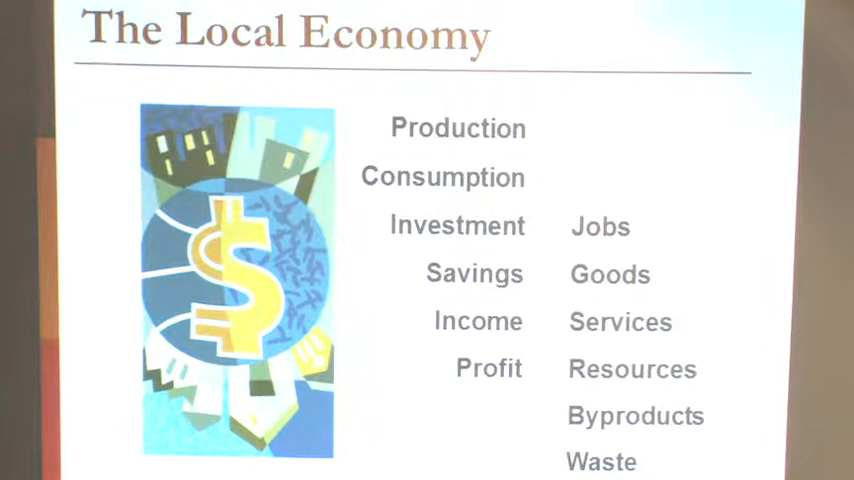 The Local Economy
Production
Consumption
Investment Jobs
Savings Goods
Income Services
Profit Resources
Byproducts
Waste